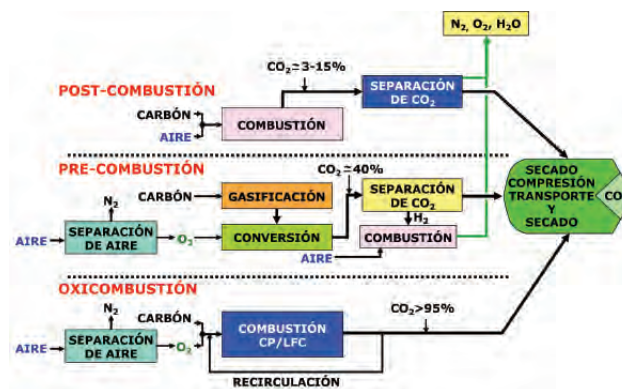 N₂, O₂, H₂O
CO₂=3-15%
POST-COMBUSTIÓN
SEPARACIÓN
DE CO₂
CARBÓN
COMBUSTIÓN
AIRE
PRE-COMBUSTIÓN
CO₂=40%
N₂
CARBÓN
GASIFICACIÓN
SEPARACIÓN
DE CO₂
SECADO
COMPRESIÓN
TRANSPORTE
Y
SECADO
CO
H₂
AIRE
SEPARACIÓN
DE AIRE
O₂
CONVERSIÓN
COMBUSTIÓN
AIRE
OXICOMBUSTIÓN
CO₂>95%
N₂
CARBÓN
COMBUSTIÓN
CP/LFC
AIRE
SEPARACIÓN
DE AIRE
O₂
RECIRCULACIÓN